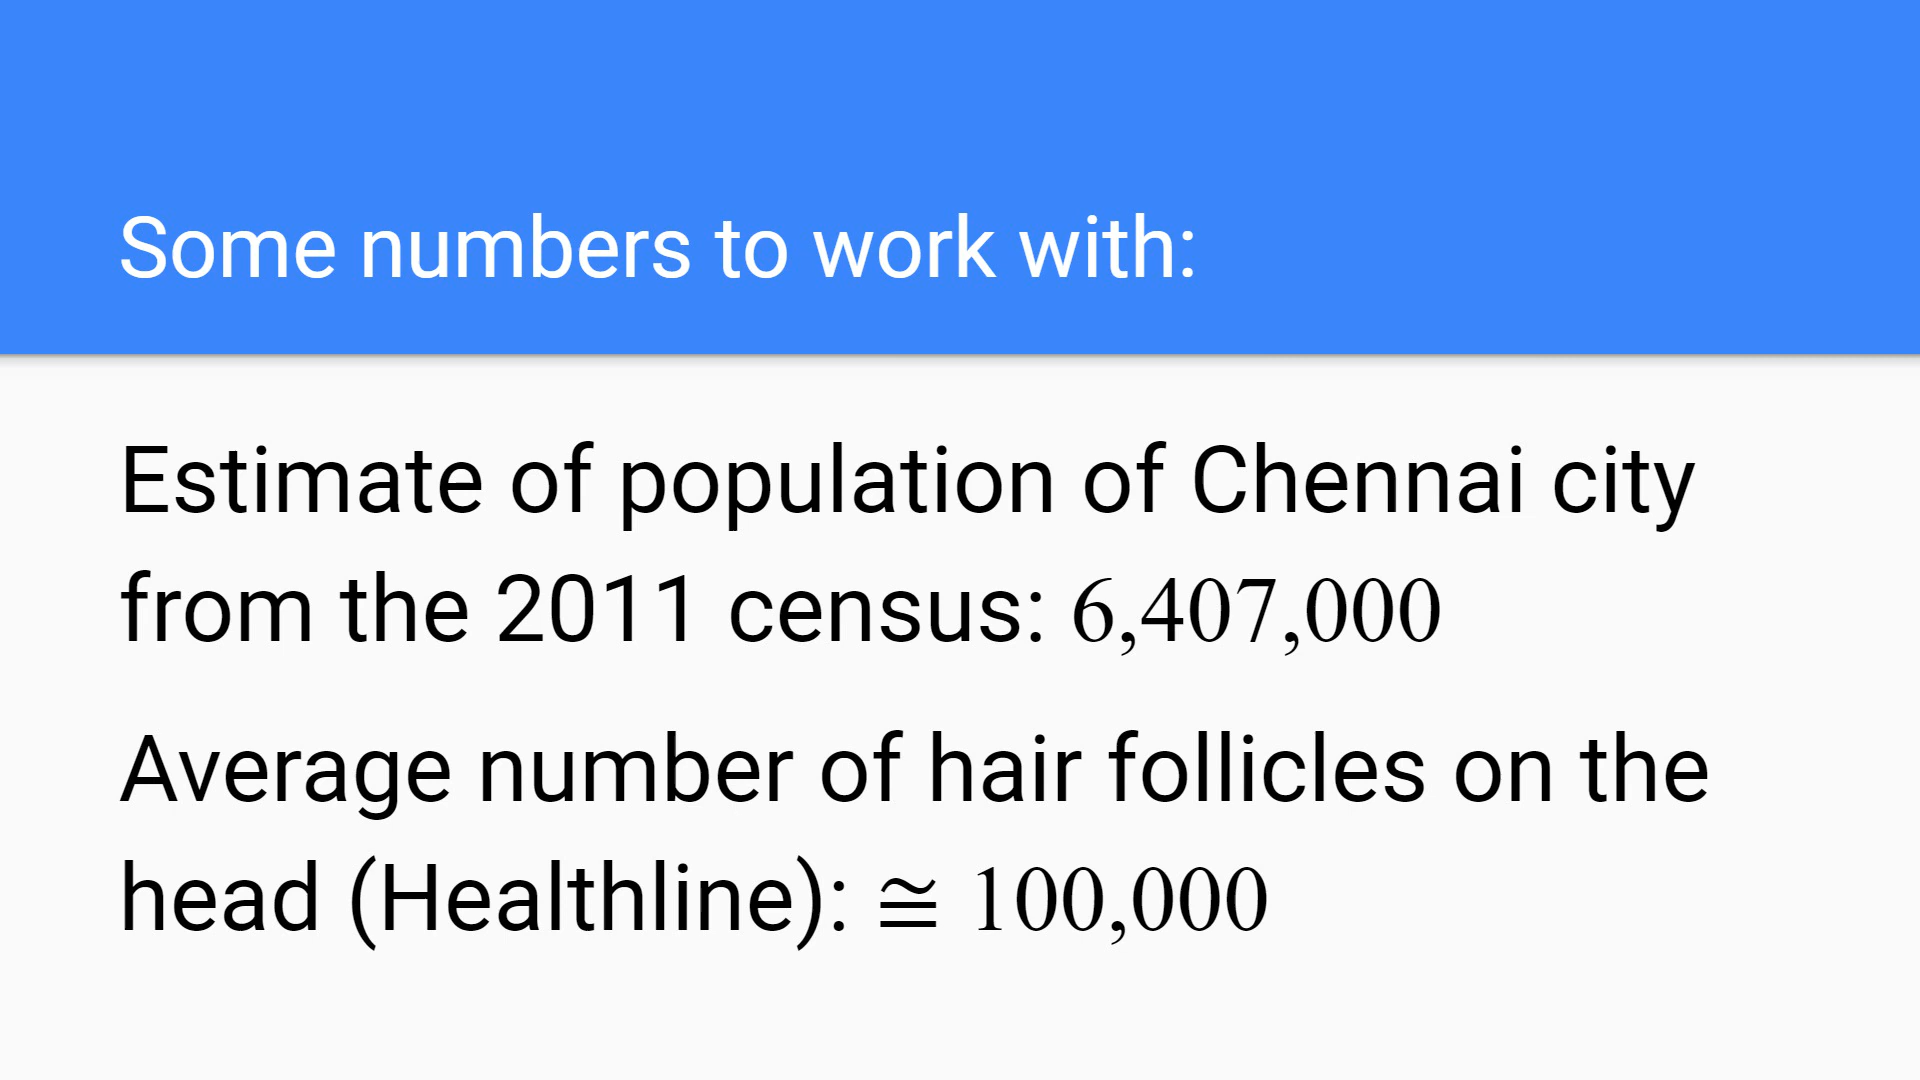 Some numbers to work with:
Estimate of population of Chennai city
from the 2011 census: 6,407,000
Average number of hair follicles on the
head (Healthline): ≅ 100,000